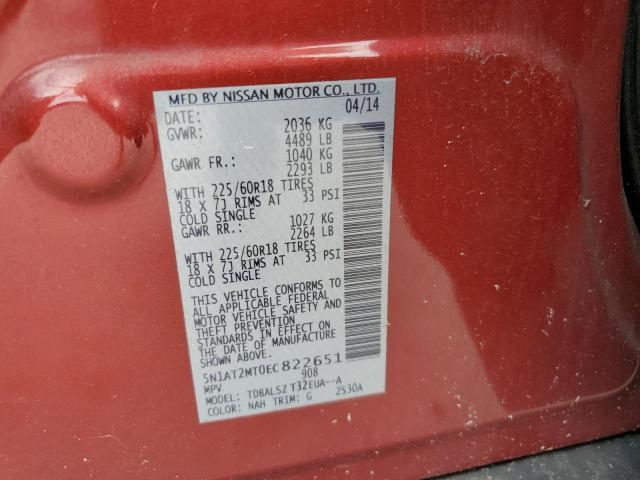 MFD BY NISSAN MOTOR CO., LTD.
DATE: 04/14
GVWR: 2036 KG
4489 LB
GAWR FR.: 1040 KG
2293 LB
WITH 225/60R18 TIRES
18 X 7J RIMS AT 33 PSI
COLD SINGLE
GAWR RR.: 1027 KG
2264 LB
WITH 225/60R18 TIRES
18 X 7J RIMS AT 33 PSI
COLD SINGLE
THIS VEHICLE CONFORMS TO
ALL APPLICABLE FEDERAL
MOTOR VEHICLE SAFETY AND
THEFT PREVENTION
STANDARDS IN EFFECT ON
THE DATE OF MANUFACTURE
SHOWN ABOVE.
5N1AT2MT0EC822651
MPV 908
MODEL: TDBALSZ T32EUA--A
COLOR: NAH TRIM: G ZS30A